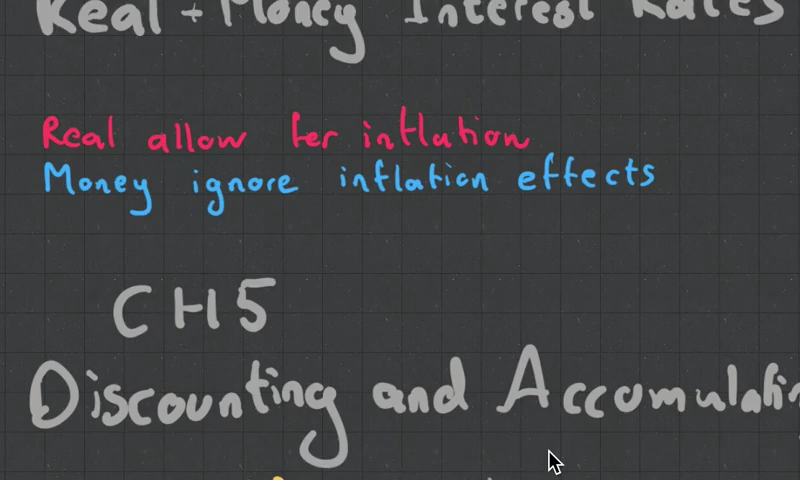 Real + Money Interest Rates
Real allow for inflation
Money ignore inflation effects
CH5
Discounting and Accumulatin